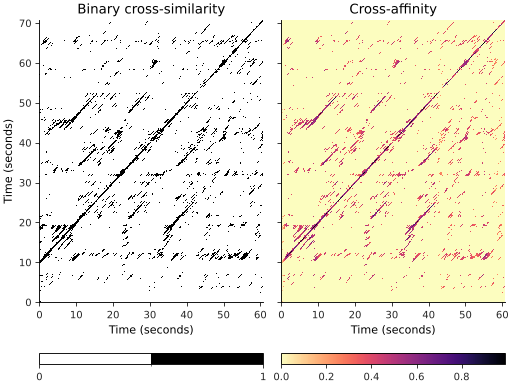 Binary cross-similarity
Cross-affinity
Time (seconds)
70
60
50
40
30
20
10
0
0 10 20 30 40 50 60
0 10 20 30 40 50 60
Time (seconds)
Time (seconds)
0 1
0.0 0.2 0.4 0.6 0.8